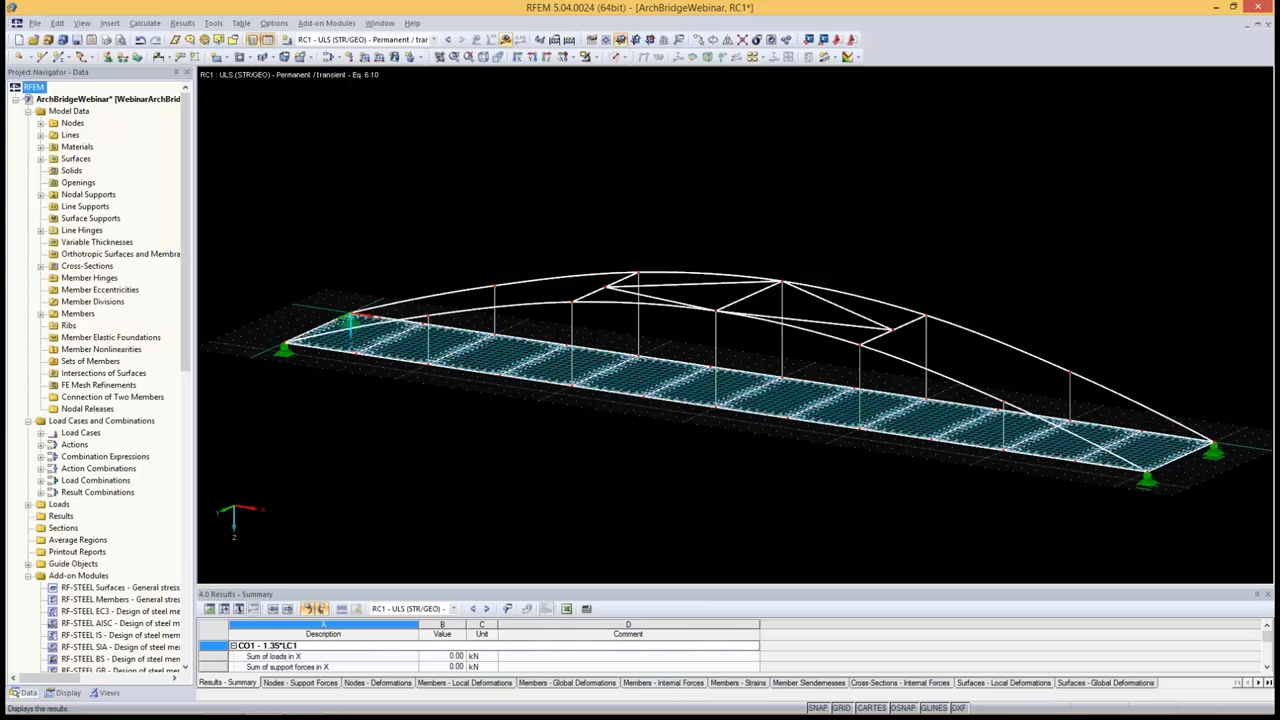 RFEM 5.04.0024 (64bit) - [ArchBridgeWebinar, RC1*]
File Edit View Insert Calculate Results Tools Table Options Add-on Modules Window Help
RC1 - ULS (STR/GEO) - Permanent / tran
Project Navigator - Data
RC1 : ULS (STR/GEO) - Permanent / transient - Eq. 6.10
RFEM
ArchBridgeWebinar* [WebinarArchBrid
Model Data
Nodes
Lines
Materials
Surfaces
Solids
Openings
Nodal Supports
Line Supports
Surface Supports
Line Hinges
Variable Thicknesses
Orthotropic Surfaces and Membra
Cross-Sections
Member Hinges
Member Eccentricities
Member Divisions
Members
Ribs
Member Elastic Foundations
Member Nonlinearities
Sets of Members
Intersections of Surfaces
FE Mesh Refinements
Connection of Two Members
Nodal Releases
Load Cases and Combinations
Load Cases
Actions
Combination Expressions
Action Combinations
Load Combinations
Result Combinations
Loads
Results
Sections
Average Regions
Printout Reports
Guide Objects
Add-on Modules
RF-STEEL Surfaces - General stress
RF-STEEL Members - General stres
RF-STEEL EC3 - Design of steel me
RF-STEEL AISC - Design of steel m
RF-STEEL IS - Design of steel mem
RF-STEEL SIA - Design of steel me
RF-STEEL BS - Design of steel mer
X
Y
Z
4.0 Results - Summary
RC1 - ULS (STR/GEO) -
A B C D
Description Value Unit Comment
CO1 - 1.35*LC1
Sum of loads in X 0.00 kN
Sum of support forces in X 0.00 kN
Results - Summary Nodes - Support Forces Nodes - Deformations Members - Local Deformations Members - Global Deformations Members - Internal Forces Members - Strains Member Slendernesses Cross-Sections - Internal Forces Surfaces - Local Deformations Surfaces - Global Deformations
Data Display Views
Displays the results.
SNAP GRID CARTES OSNAP GLINES DXF